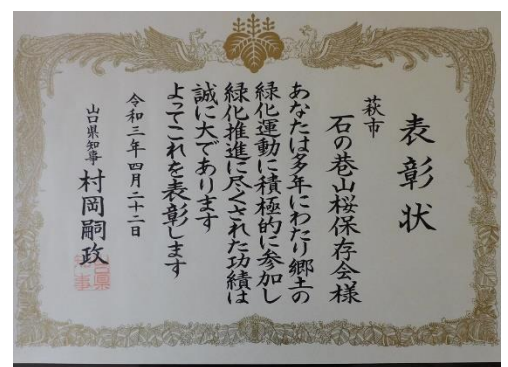 表彰状
萩市
石の巷山桜保存会様
あなたは多年にわたり郷土の
緑化運動に積極的に参加し
緑化推進に尽くされた功績は
誠に大であります
よってこれを表彰します
令和三年四月二十二日
山口県知事 村岡嗣政